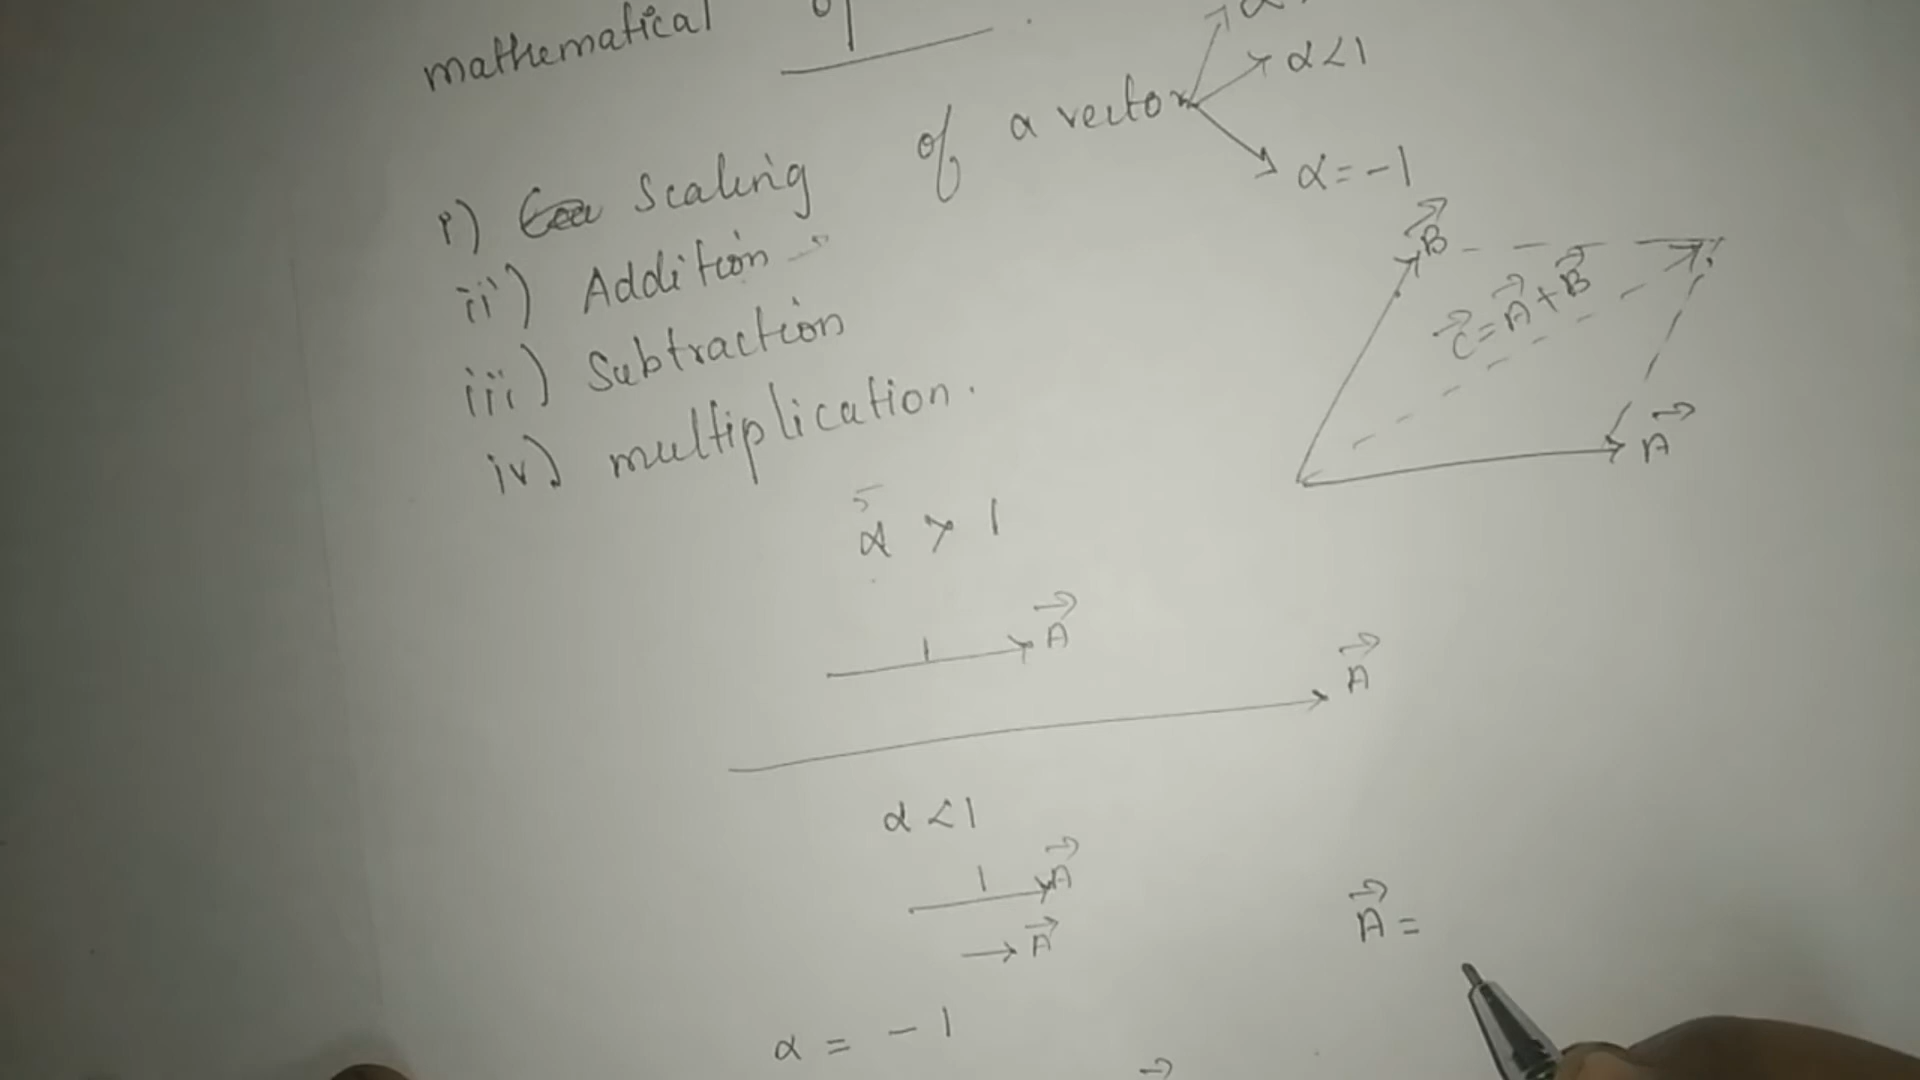 mathematical
α<1
i) Scaling of a vector
α=-1
ii) Addition
iii) Subtraction
iv) multiplication.
B⃗
C⃗=A⃗+B⃗
A⃗
α > 1
1 A⃗
A⃗
α<1
1 A⃗
A⃗
A⃗=
α = -1